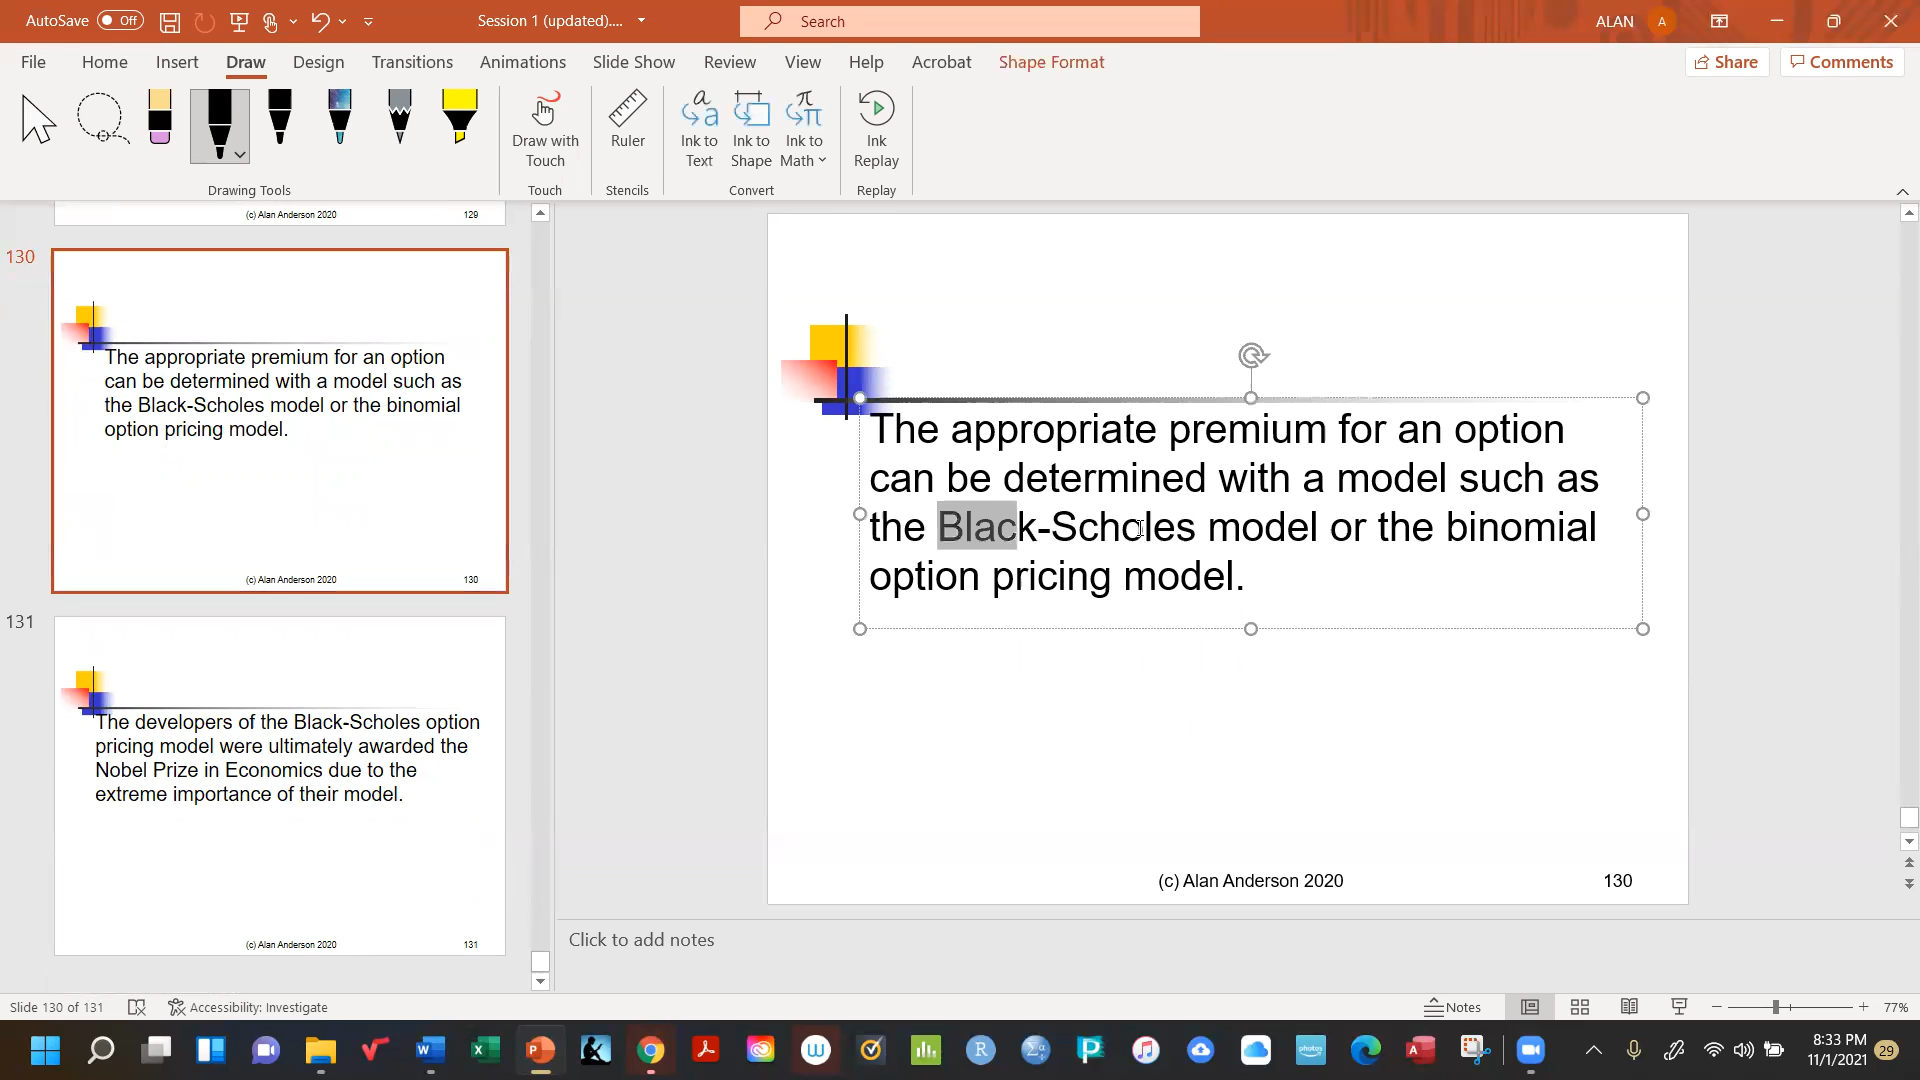 AutoSave Off
Session 1 (updated)....
Search
ALAN
A
File Home Insert Draw Design Transitions Animations Slide Show Review View Help Acrobat Shape Format
Share
Comments
Draw with
Touch
Ruler
Ink to
Text
Ink to
Shape
Ink to
Math
Ink
Replay
Drawing Tools
Touch
Stencils
Convert
Replay
(c) Alan Anderson 2020 129
130
The appropriate premium for an option
can be determined with a model such as
the Black-Scholes model or the binomial
option pricing model.
(c) Alan Anderson 2020 130
131
The developers of the Black-Scholes option
pricing model were ultimately awarded the
Nobel Prize in Economics due to the
extreme importance of their model.
(c) Alan Anderson 2020 131
The appropriate premium for an option
can be determined with a model such as
the Black-Scholes model or the binomial
option pricing model.
(c) Alan Anderson 2020 130
Click to add notes
Slide 130 of 131
Accessibility: Investigate
Notes
77%
8:33 PM
11/1/2021
29